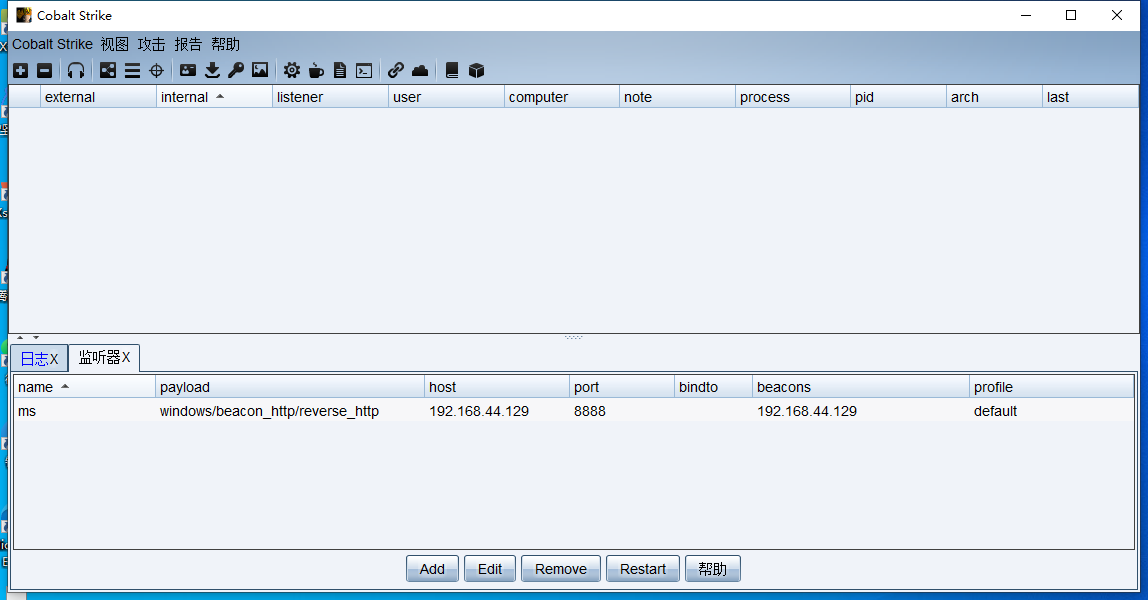 Cobalt Strike
Cobalt Strike 视图 攻击 报告 帮助
external internal listener user computer note process pid arch last
日志X 监听器X
name payload host port bindto beacons profile
ms windows/beacon_http/reverse_http 192.168.44.129 8888 192.168.44.129 default
Add Edit Remove Restart 帮助